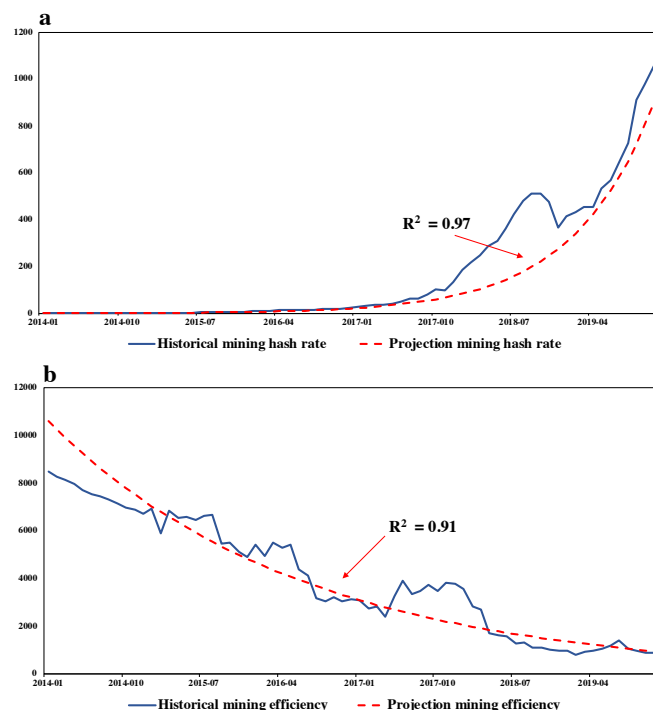 a
1200
1000
800
600
400
200
0
R² = 0.97
2014-01 2014-010 2015-07 2016-04 2017-01 2017-010 2018-07 2019-04
Historical mining hash rate Projection mining hash rate
b
12000
10000
8000
6000
4000
2000
0
R² = 0.91
2014-01 2014-010 2015-07 2016-01 2017-01 2017-010 2018-07 2019-04
Historical mining efficiency Projection mining efficiency